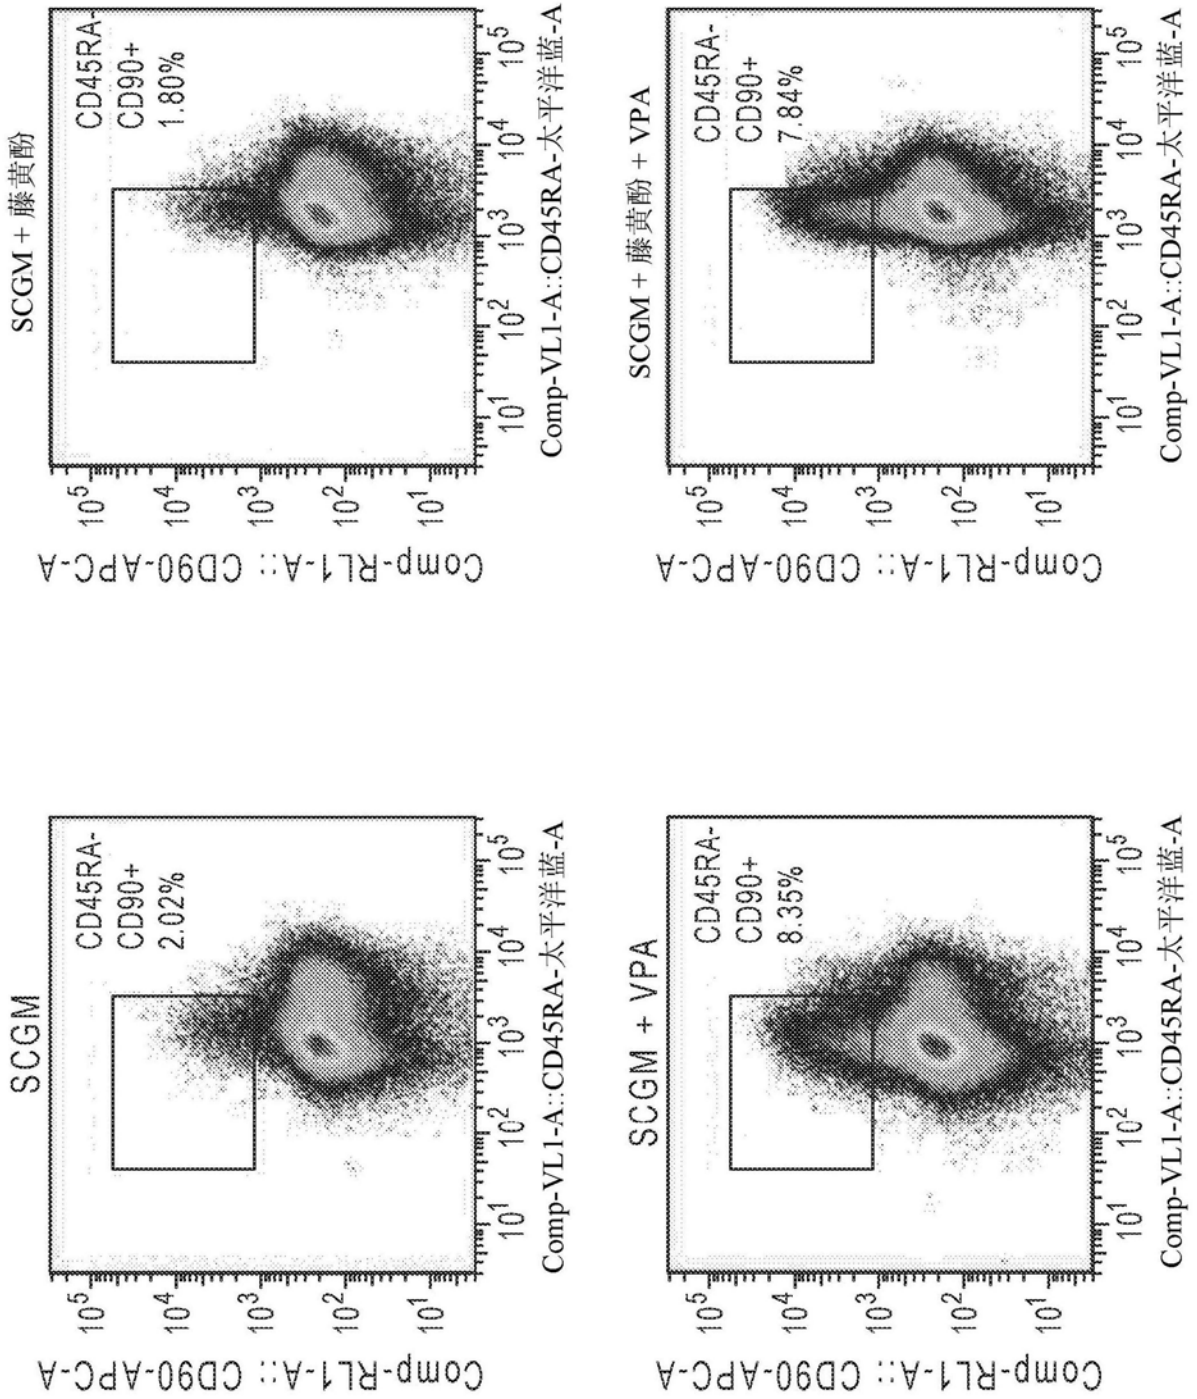 SCGM
CD45RA-
CD90+
2.02%
10⁵
10⁴
10³
10²
10¹
Comp-RL1-A:: CD90-APC-A
10¹ 10² 10³ 10⁴ 10⁵
Comp-VL1-A::CD45RA-太平洋蓝-A
SCGM + 藤黄酚
CD45RA-
CD90+
1.80%
10⁵
10⁴
10³
10²
10¹
Comp-RL1-A:: CD90-APC-A
10¹ 10² 10³ 10⁴ 10⁵
Comp-VL1-A::CD45RA-太平洋蓝-A
SCGM + VPA
CD45RA-
CD90+
8.35%
10⁵
10⁴
10³
10²
10¹
Comp-RL1-A:: CD90-APC-A
10¹ 10² 10³ 10⁴ 10⁵
Comp-VL1-A::CD45RA-太平洋蓝-A
SCGM + 藤黄酚 + VPA
CD45RA-
CD90+
7.84%
10⁵
10⁴
10³
10²
10¹
Comp-RL1-A:: CD90-APC-A
10¹ 10² 10³ 10⁴ 10⁵
Comp-VL1-A::CD45RA-太平洋蓝-A